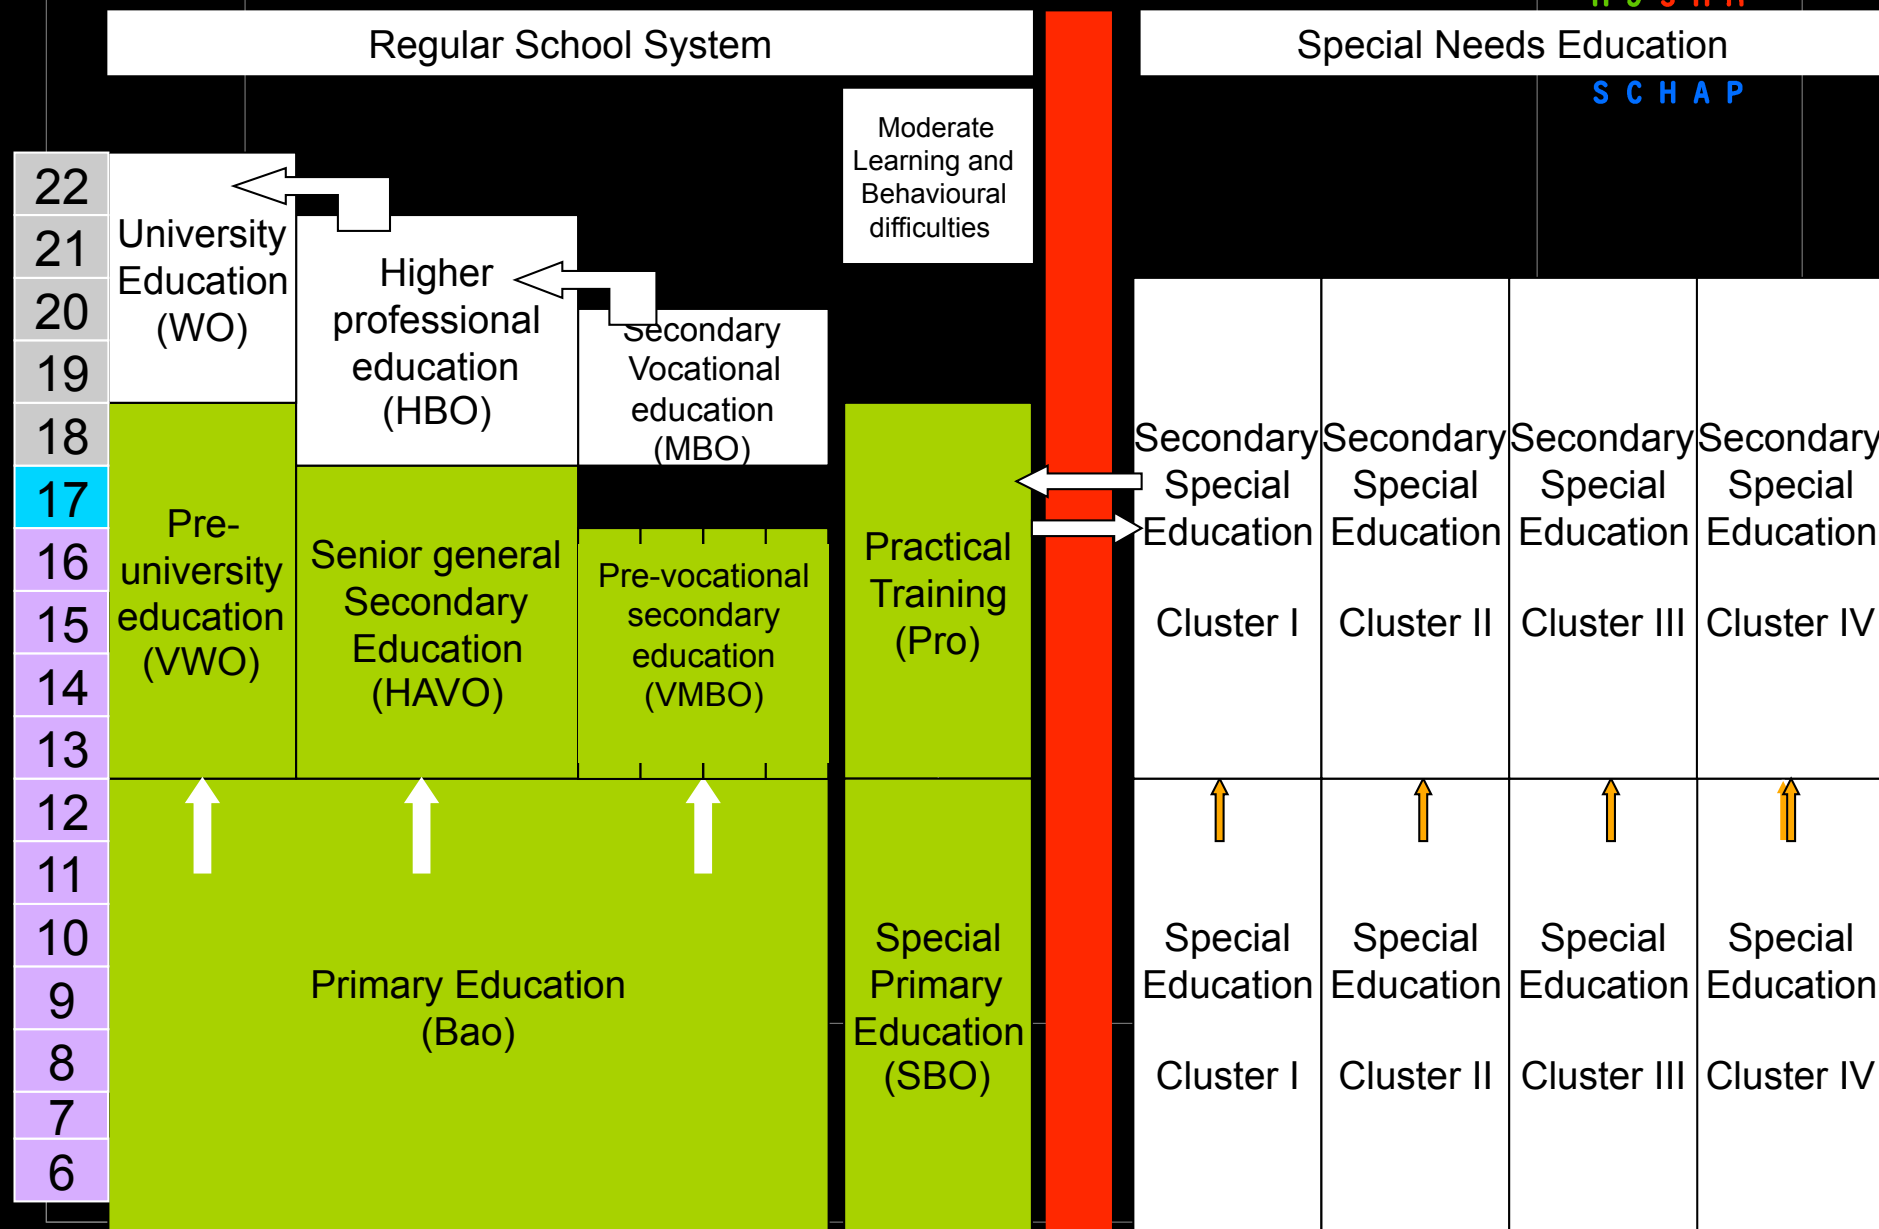 Regular School System
Special Needs Education
SCHAP
Moderate
Learning and
Behavioural
difficulties
22
21
20
19
18
17
16
15
14
13
12
11
10
9
8
7
6
University
Education
(WO)
Higher
professional
education
(HBO)
Secondary
Vocational
education
(MBO)
Pre-
university
education
(VWO)
Senior general
Secondary
Education
(HAVO)
Pre-vocational
secondary
education
(VMBO)
Practical
Training
(Pro)
Secondary
Special
Education
Cluster I
Secondary
Special
Education
Cluster II
Secondary
Special
Education
Cluster III
Secondary
Special
Education
Cluster IV
Primary Education
(Bao)
Special
Primary
Education
(SBO)
Special
Education
Cluster I
Special
Education
Cluster II
Special
Education
Cluster III
Special
Education
Cluster IV